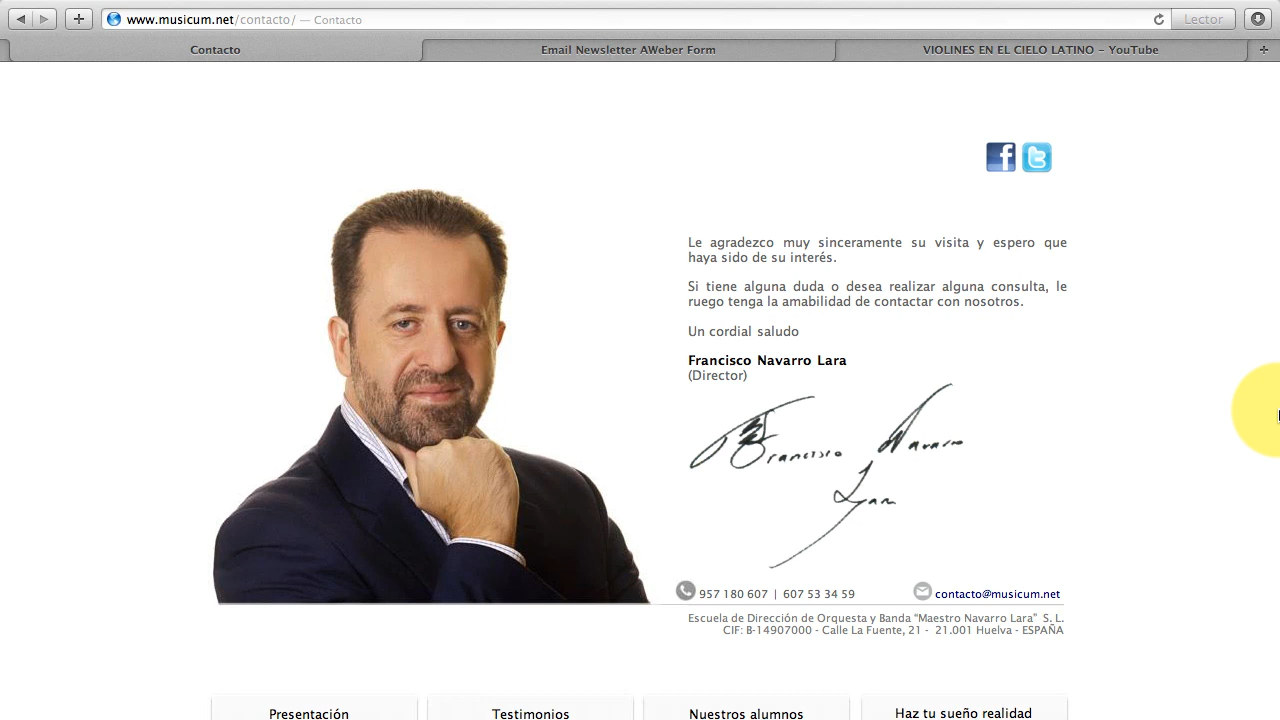 www.musicum.net/contacto/ — Contacto
Lector
Contacto
Email Newsletter AWeber Form
VIOLINES EN EL CIELO LATINO – YouTube
Le agradezco muy sinceramente su visita y espero que
haya sido de su interés.
Si tiene alguna duda o desea realizar alguna consulta, le
ruego tenga la amabilidad de contactar con nosotros.
Un cordial saludo
Francisco Navarro Lara
(Director)
Francisco Navarro
Lara
957 180 607 | 607 53 34 59
contacto@musicum.net
Escuela de Dirección de Orquesta y Banda “Maestro Navarro Lara” S. L.
CIF: B-14907000 - Calle La Fuente, 21 - 21.001 Huelva - ESPAÑA
Presentación
Testimonios
Nuestros alumnos
Haz tu sueño realidad